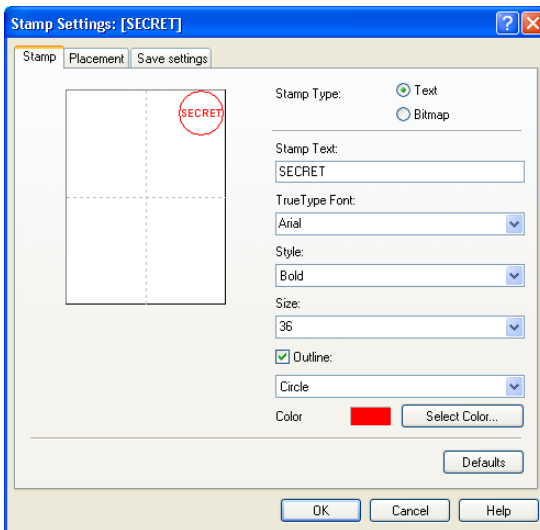 Stamp Settings: [SECRET]
Stamp Placement Save settings
SECRET
Stamp Type:
Text
Bitmap
Stamp Text:
SECRET
TrueType Font:
Arial
Style:
Bold
Size:
36
Outline:
Circle
Color Select Color...
Defaults
OK Cancel Help